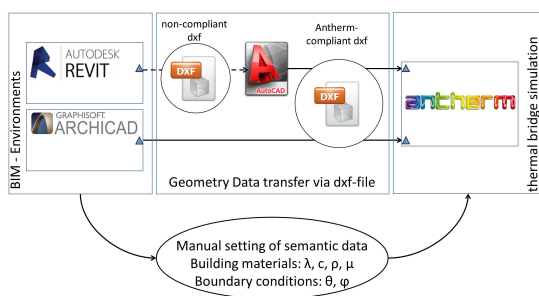 non-compliant
dxf
Antherm-
compliant dxf
AUTODESK
REVIT
DXF
AutoCAD
GRAPHISOFT
ARCHICAD
DXF
antherm
BIM - Environments
Geometry Data transfer via dxf-file
thermal bridge simulation
Manual setting of semantic data
Building materials: λ, c, ρ, μ
Boundary conditions: θ, φ